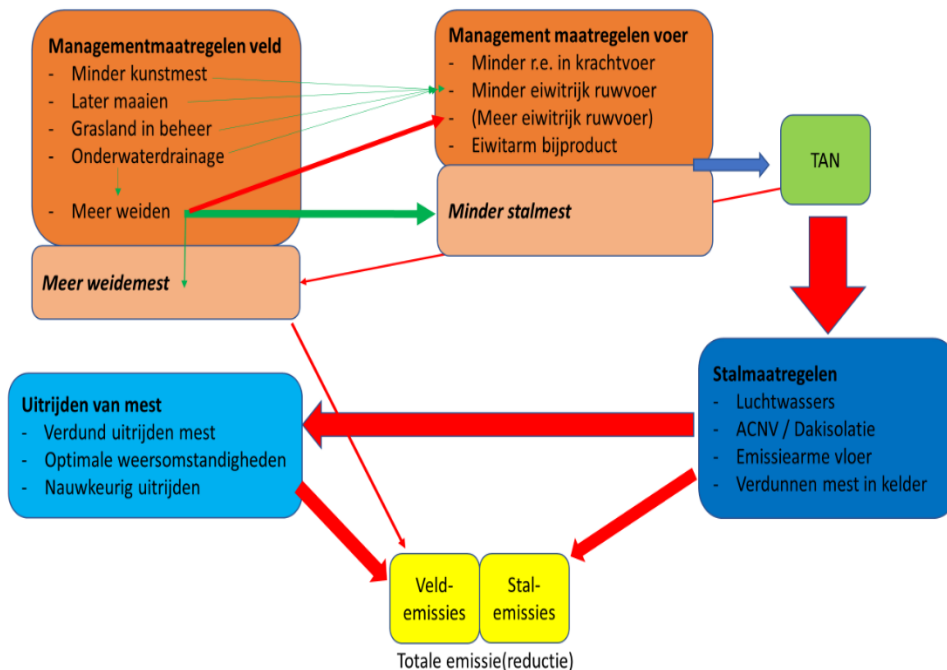 Managementmaatregelen veld
- Minder kunstmest
- Later maaien
- Grasland in beheer
- Onderwaterdrainage
- Meer weiden
Meer weidemest
Management maatregelen voer
- Minder r.e. in krachtvoer
- Minder eiwitrijk ruwvoer
- (Meer eiwitrijk ruwvoer)
- Eiwitarm bijproduct
Minder stalmest
TAN
Stalmaatregelen
- Luchtwassers
- ACNV / Dakisolatie
- Emissiearme vloer
- Verdunnen mest in kelder
Uitrijden van mest
- Verdund uitrijden mest
- Optimale weersomstandigheden
- Nauwkeurig uitrijden
Veld-
emissies
Stal-
emissies
Totale emissie(reductie)